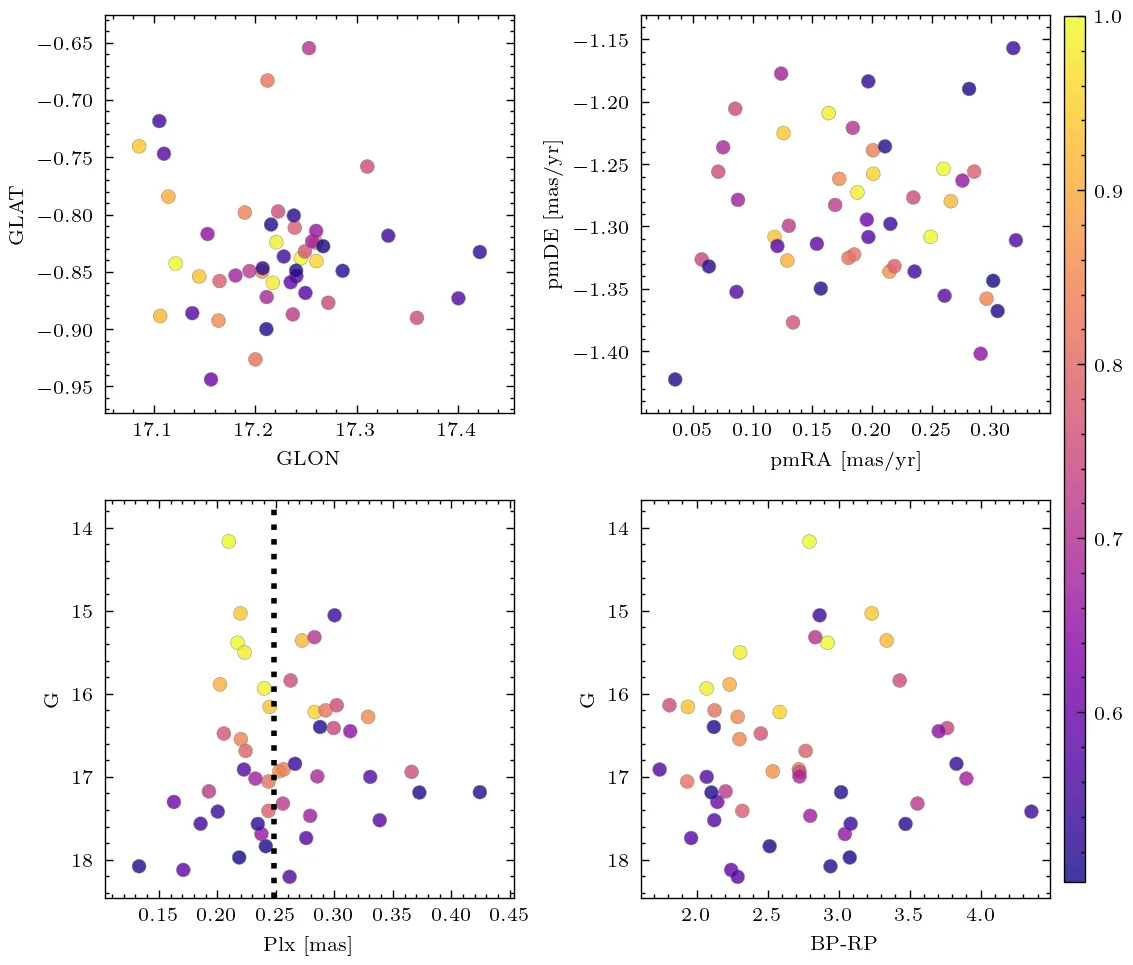 −0.65
−0.70
−0.75
−0.80
−0.85
−0.90
−0.95
GLAT
17.1 17.2 17.3 17.4
GLON
−1.15
−1.20
−1.25
−1.30
−1.35
−1.40
pmDE [mas/yr]
0.05 0.10 0.15 0.20 0.25 0.30
pmRA [mas/yr]
1.0
0.9
0.8
0.7
0.6
14
15
16
17
18
G
0.15 0.20 0.25 0.30 0.35 0.40 0.45
Plx [mas]
14
15
16
17
18
G
2.0 2.5 3.0 3.5 4.0
BP-RP